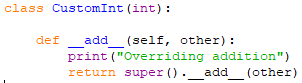 class CustomInt(int):
    def __add__(self, other):
        print("Overriding addition")
        return super().__add__(other)